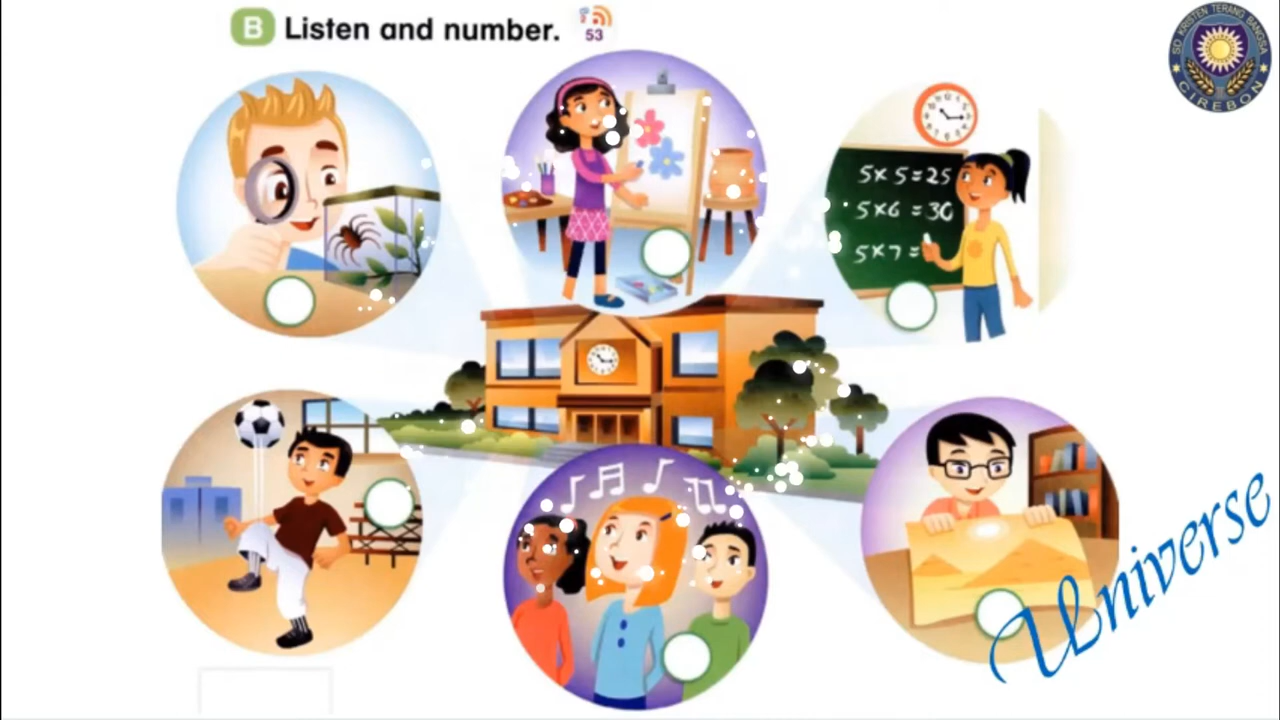 B Listen and number.
53
SD KRISTEN TERANG BANGSA
CIREBON
5 x 5 = 25
5 x 6 = 30
5 x 7 =
Universe